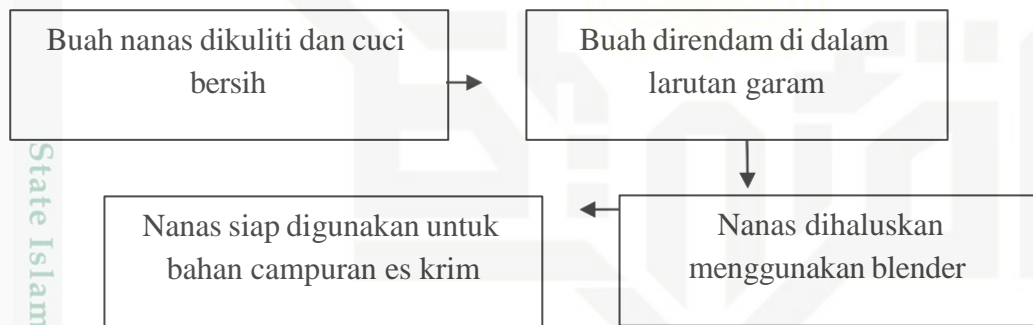 Buah nanas dikuliti dan cuci
bersih
Buah direndam di dalam
larutan garam
Nanas dihaluskan
menggunakan blender
Nanas siap digunakan untuk
bahan campuran es krim
State Islam